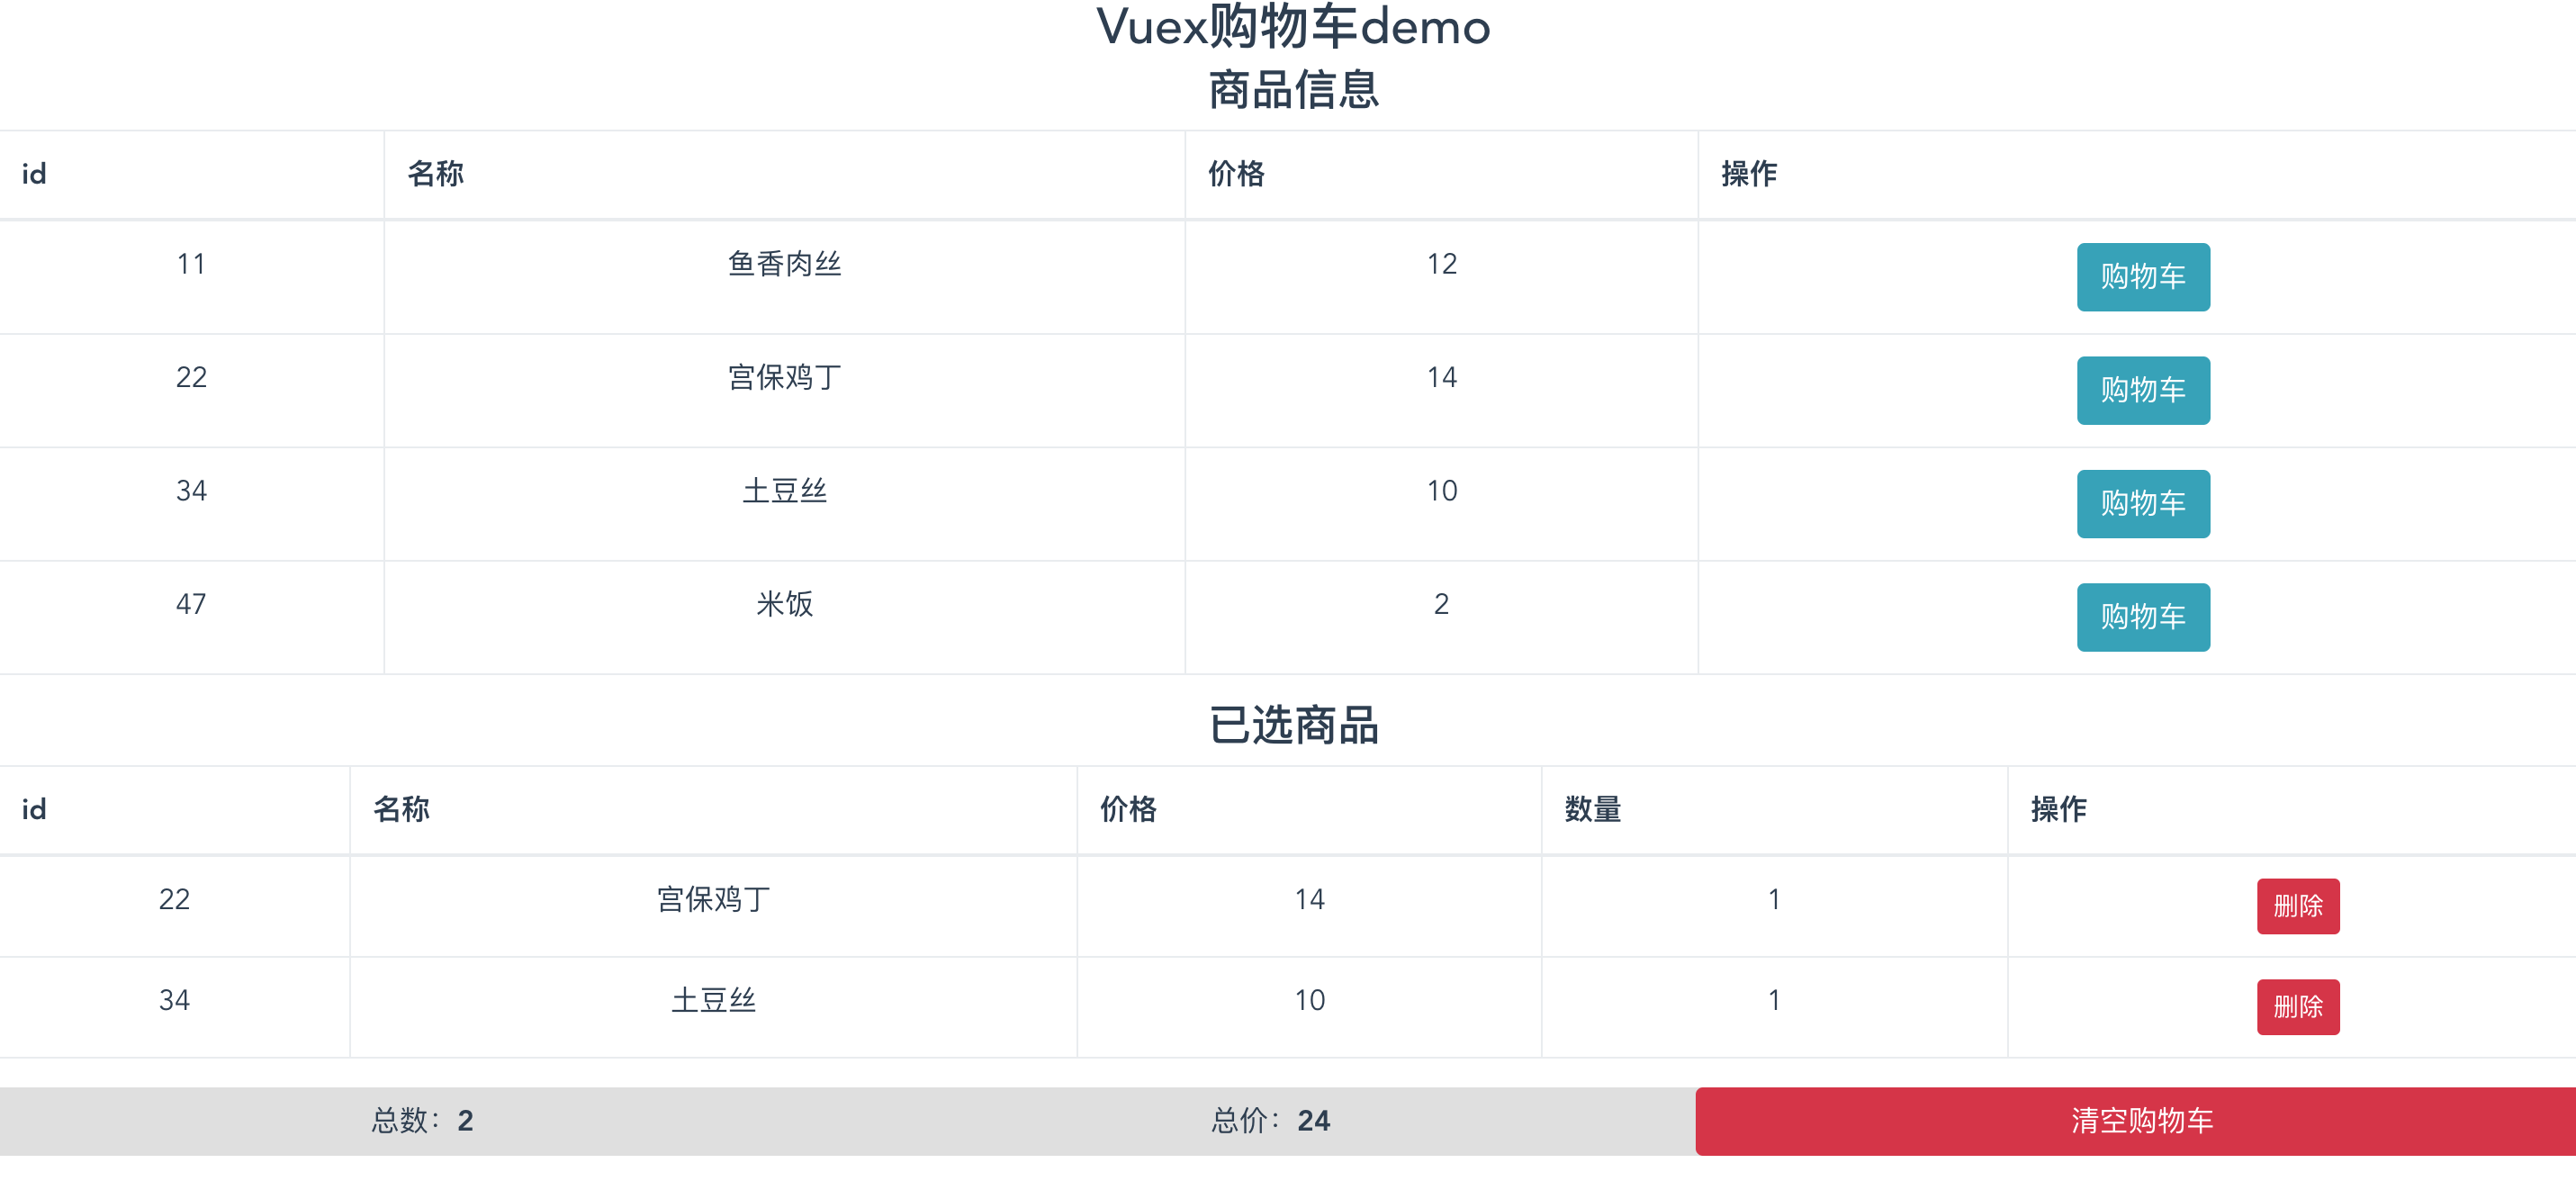 Vuex购物车demo
商品信息
id 名称 价格 操作
11 鱼香肉丝 12 购物车
22 宫保鸡丁 14 购物车
34 土豆丝 10 购物车
47 米饭 2 购物车
已选商品
id 名称 价格 数量 操作
22 宫保鸡丁 14 1 删除
34 土豆丝 10 1 删除
总数：2 总价：24 清空购物车